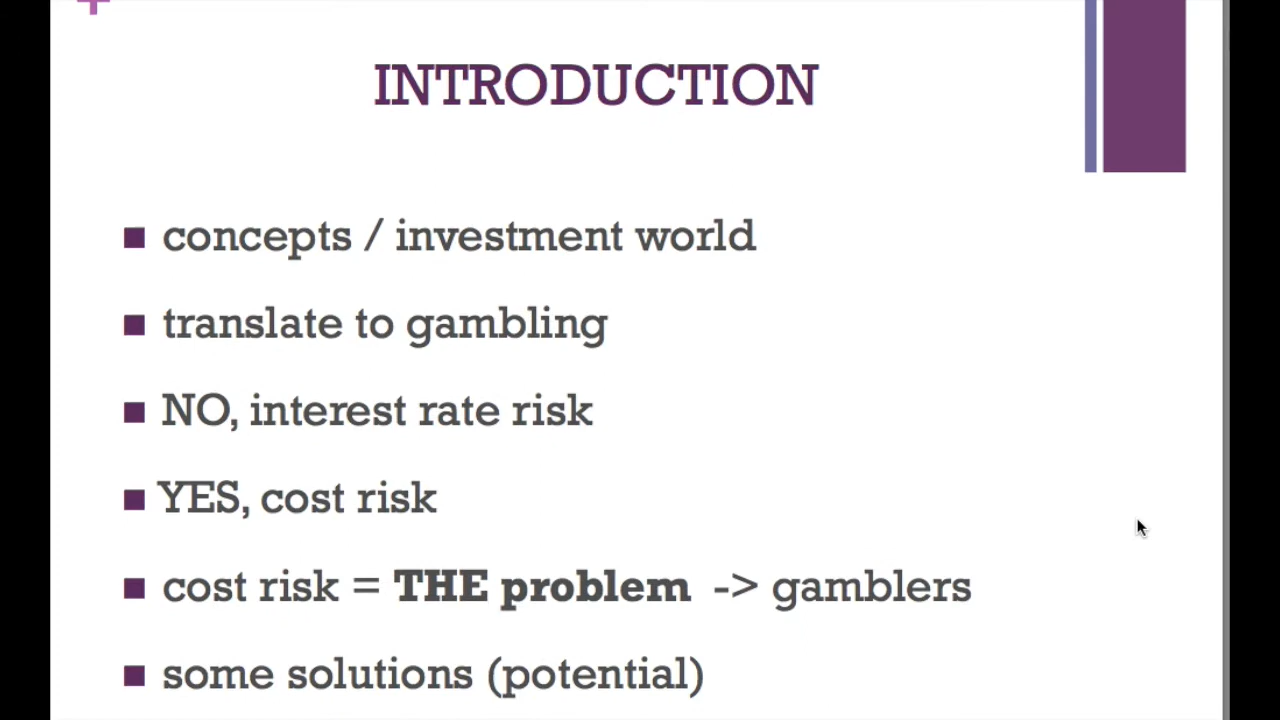 INTRODUCTION
concepts / investment world
translate to gambling
NO, interest rate risk
YES, cost risk
cost risk = THE problem -> gamblers
some solutions (potential)